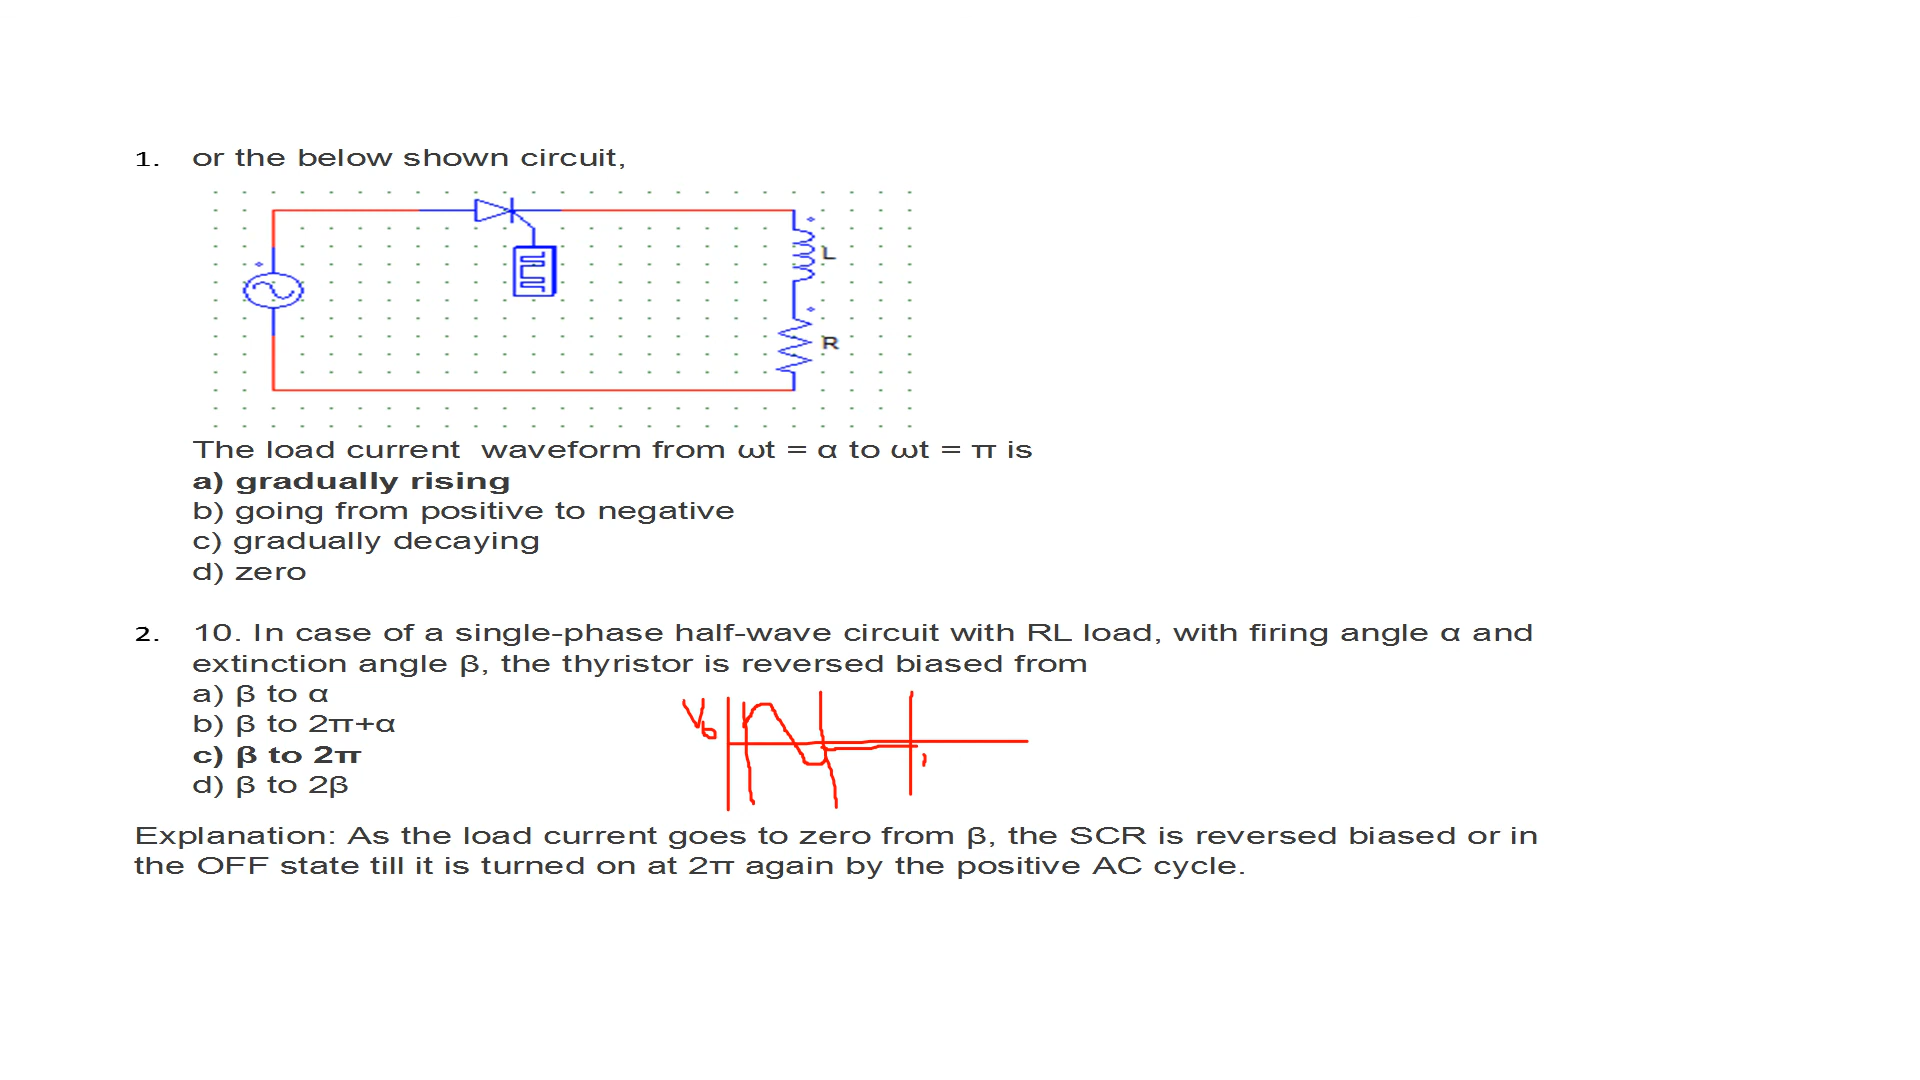 1. or the below shown circuit,
L
R
The load current waveform from ωt = α to ωt = π is
a) gradually rising
b) going from positive to negative
c) gradually decaying
d) zero
2. 10. In case of a single-phase half-wave circuit with RL load, with firing angle α and
extinction angle β, the thyristor is reversed biased from
a) β to α
b) β to 2π+α
c) β to 2π
d) β to 2β
V₀
Explanation: As the load current goes to zero from β, the SCR is reversed biased or in
the OFF state till it is turned on at 2π again by the positive AC cycle.